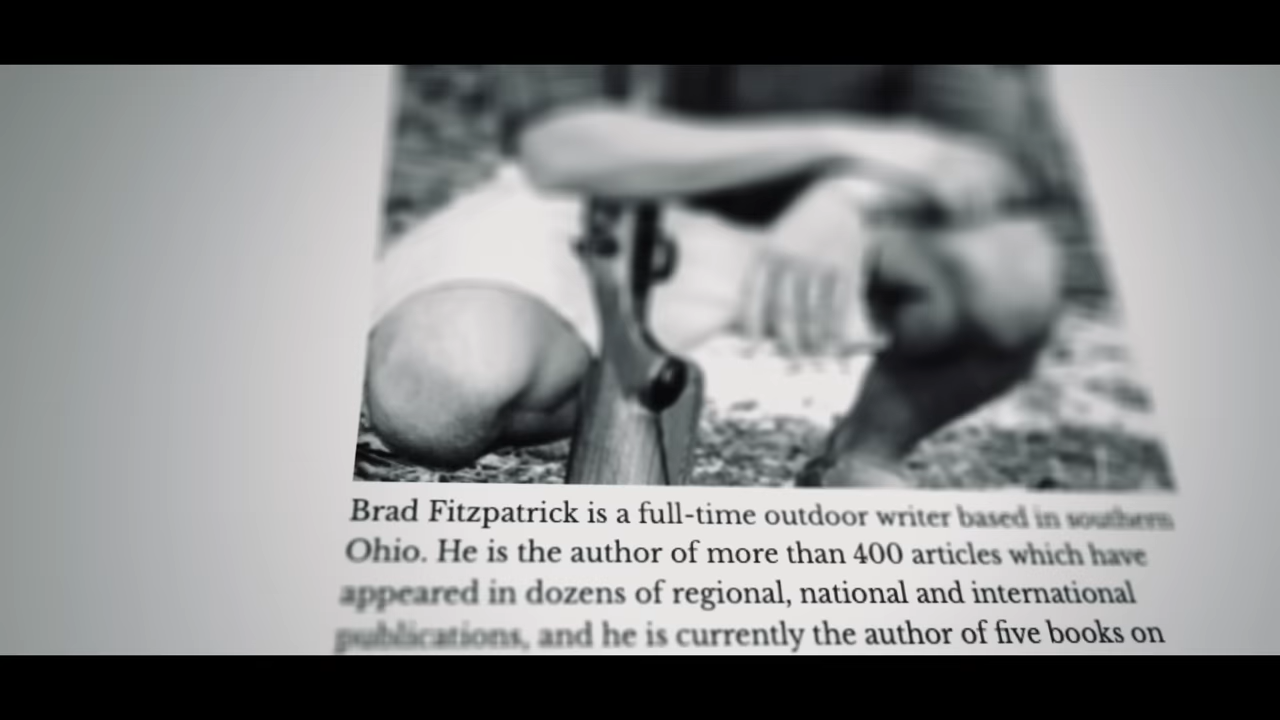 Brad Fitzpatrick is a full-time outdoor writer based in southern
Ohio. He is the author of more than 400 articles which have
appeared in dozens of regional, national and international
publications, and he is currently the author of five books on